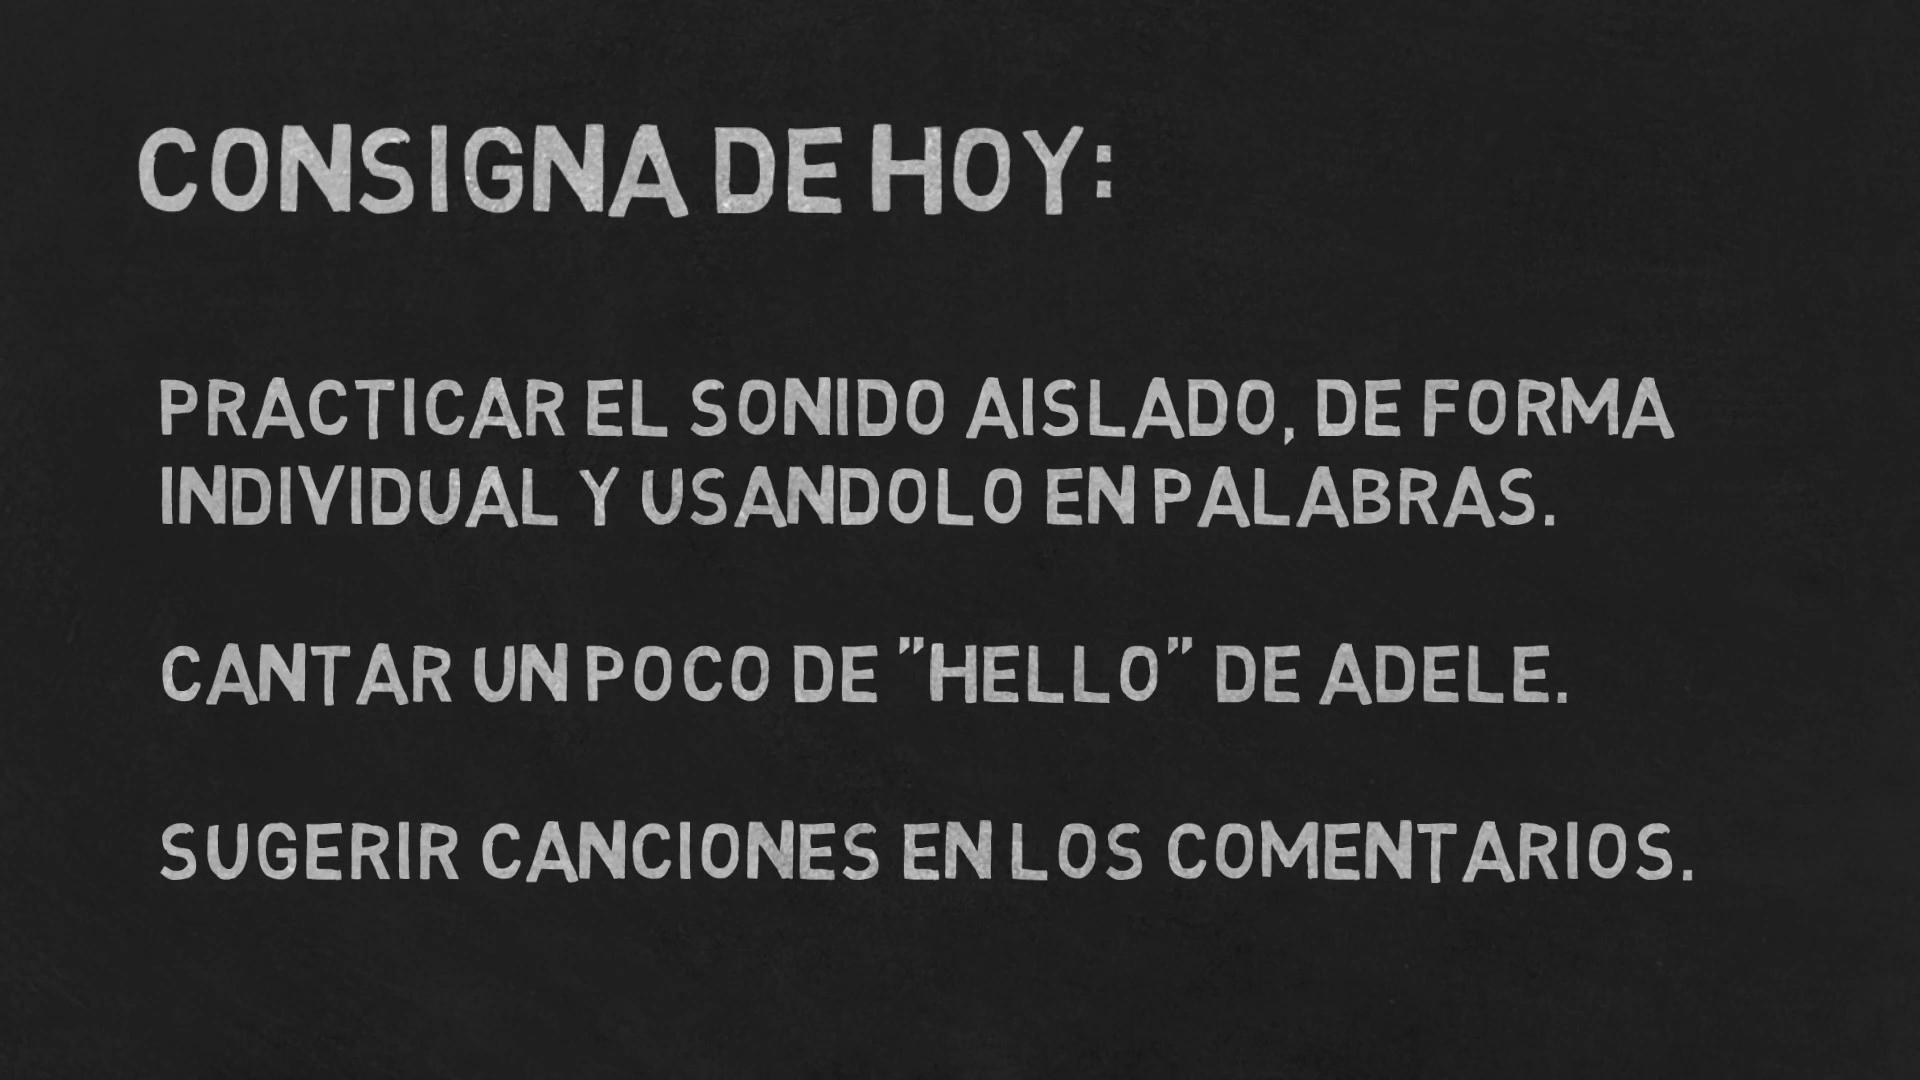 CONSIGNA DE HOY:
PRACTICAR EL SONIDO AISLADO, DE FORMA
INDIVIDUAL Y USANDOLO EN PALABRAS.
CANTAR UN POCO DE "HELLO" DE ADELE.
SUGERIR CANCIONES EN LOS COMENTARIOS.